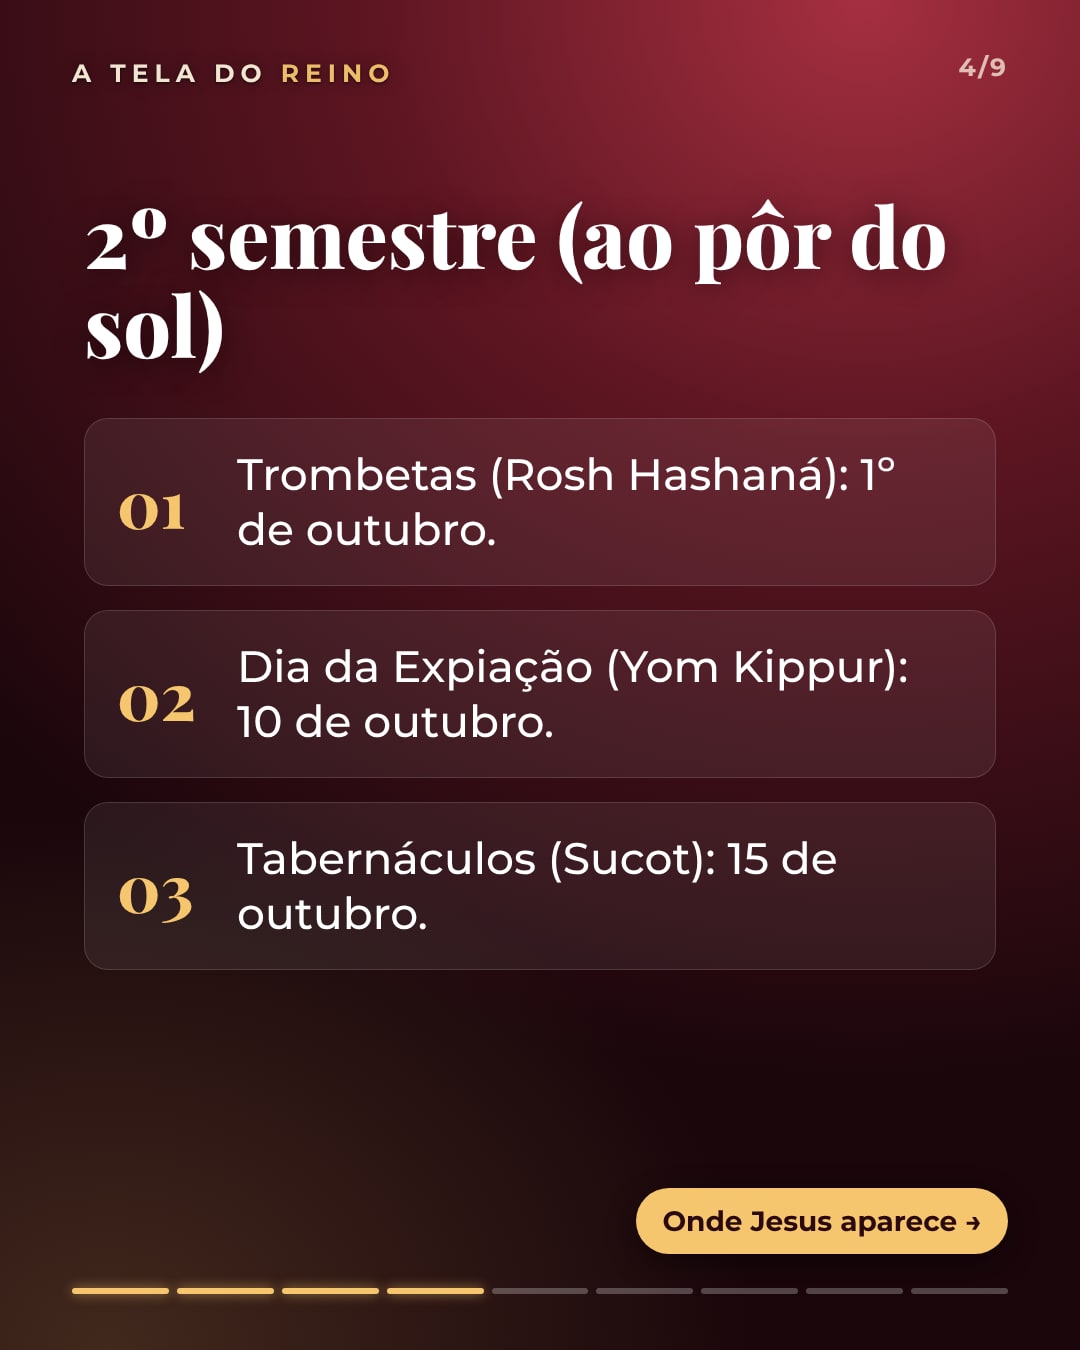 A TELA DO REINO
4/9
2º semestre (ao pôr do
sol)
01
Trombetas (Rosh Hashaná): 1º
de outubro.
02
Dia da Expiação (Yom Kippur):
10 de outubro.
03
Tabernáculos (Sucot): 15 de
outubro.
Onde Jesus aparece →